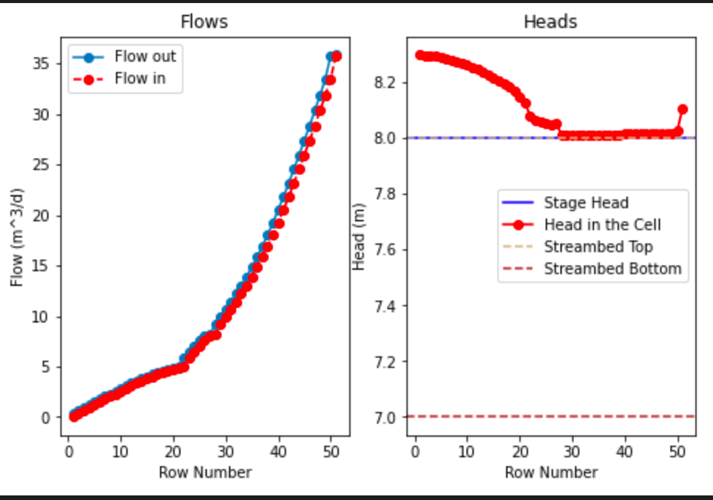 Flows
Flow out
Flow in
Flow (m^3/d)
35
30
25
20
15
10
5
0
0 10 20 30 40 50
Row Number
Heads
Head (m)
8.2
8.0
7.8
7.6
7.4
7.2
7.0
Stage Head
Head in the Cell
Streambed Top
Streambed Bottom
0 10 20 30 40 50
Row Number